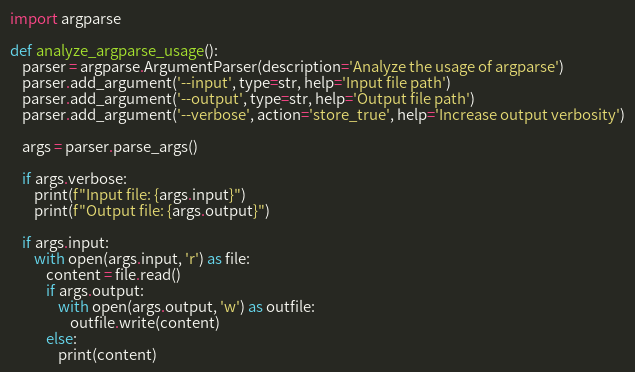 import argparse

def analyze_argparse_usage():
    parser = argparse.ArgumentParser(description='Analyze the usage of argparse')
    parser.add_argument('--input', type=str, help='Input file path')
    parser.add_argument('--output', type=str, help='Output file path')
    parser.add_argument('--verbose', action='store_true', help='Increase output verbosity')

    args = parser.parse_args()

    if args.verbose:
        print(f"Input file: {args.input}")
        print(f"Output file: {args.output}")

    if args.input:
        with open(args.input, 'r') as file:
            content = file.read()
            if args.output:
                with open(args.output, 'w') as outfile:
                    outfile.write(content)
            else:
                print(content)